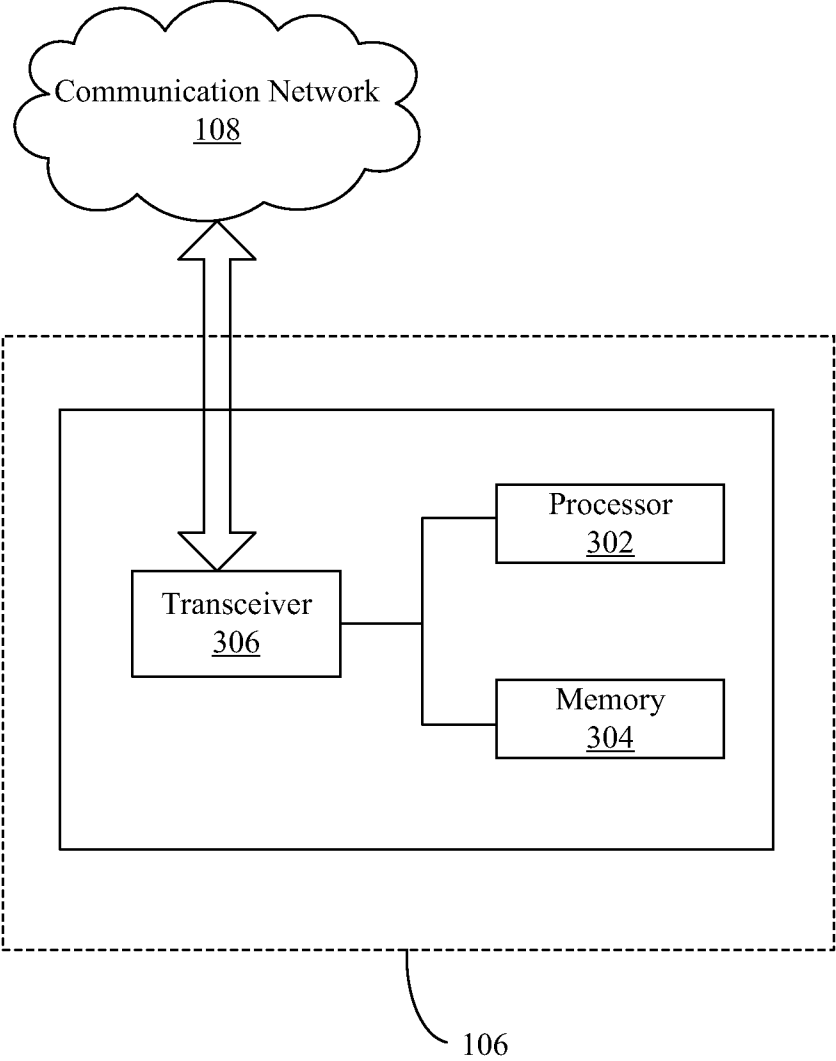 Communication Network
108
Processor
302
Transceiver
306
Memory
304
106